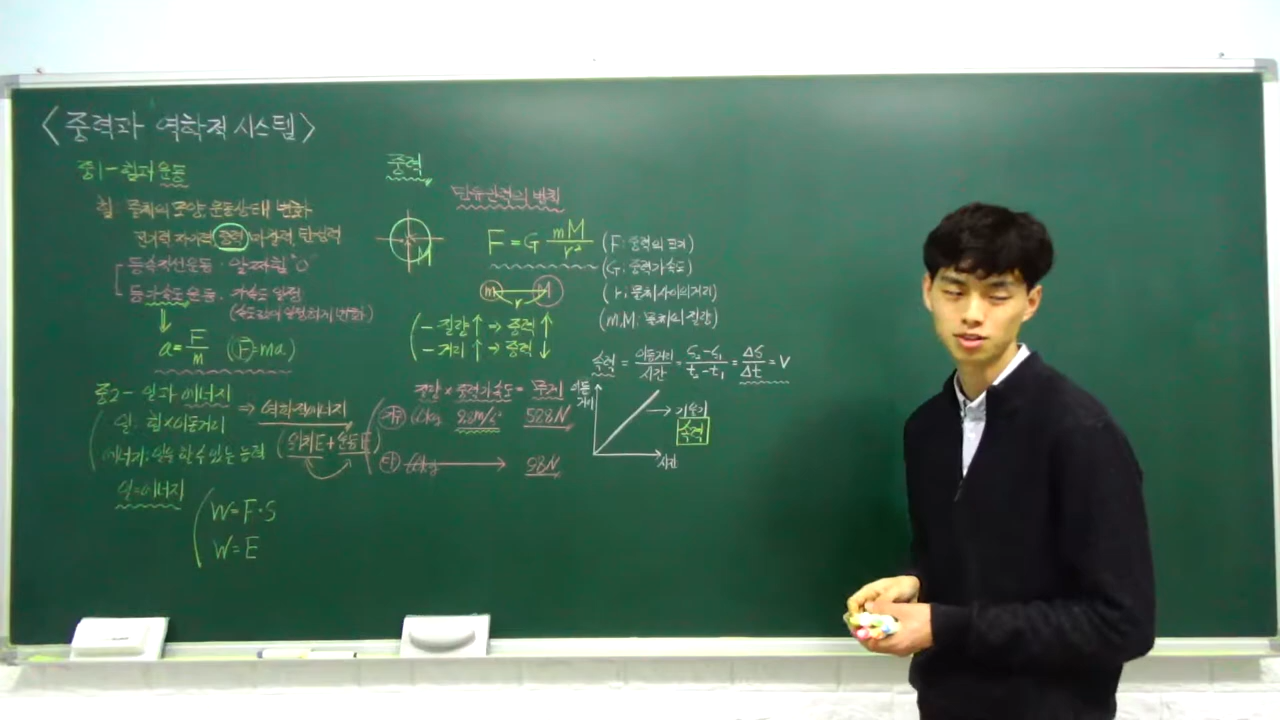 <중력과 역학적 시스템>
중1 - 힘과 운동
힘: 물체의 모양, 운동상태 변화
전기력, 자기력, 중력, 마찰력, 탄성력
등속직선운동 · 알짜힘 "0"
등가속도 운동 · 가속도 일정
(속도가 일정하게 변화)
a = F/m (F=ma)
중2 - 일과 에너지 ⇒ 역학적에너지
일: 힘×이동거리
(위치E + 운동E)
에너지: 일을 할 수 있는 능력
일=에너지
W=F·S
W=E
중력
만유인력의 법칙
M
F = G mM/r²
(F: 중력의 크기)
(G: 중력가속도)
(r: 물체 사이의 거리)
(m,M: 물체의 질량)
m r M
- 질량↑ → 중력↑
- 거리↑ → 중력↓
질량 × 중력가속도 = 무게
9.8m/s²
속력 = 이동거리/시간 = S₂-S₁/t₂-t₁ = ΔS/Δt = V
이동거리
→ 기울기
속력
시간